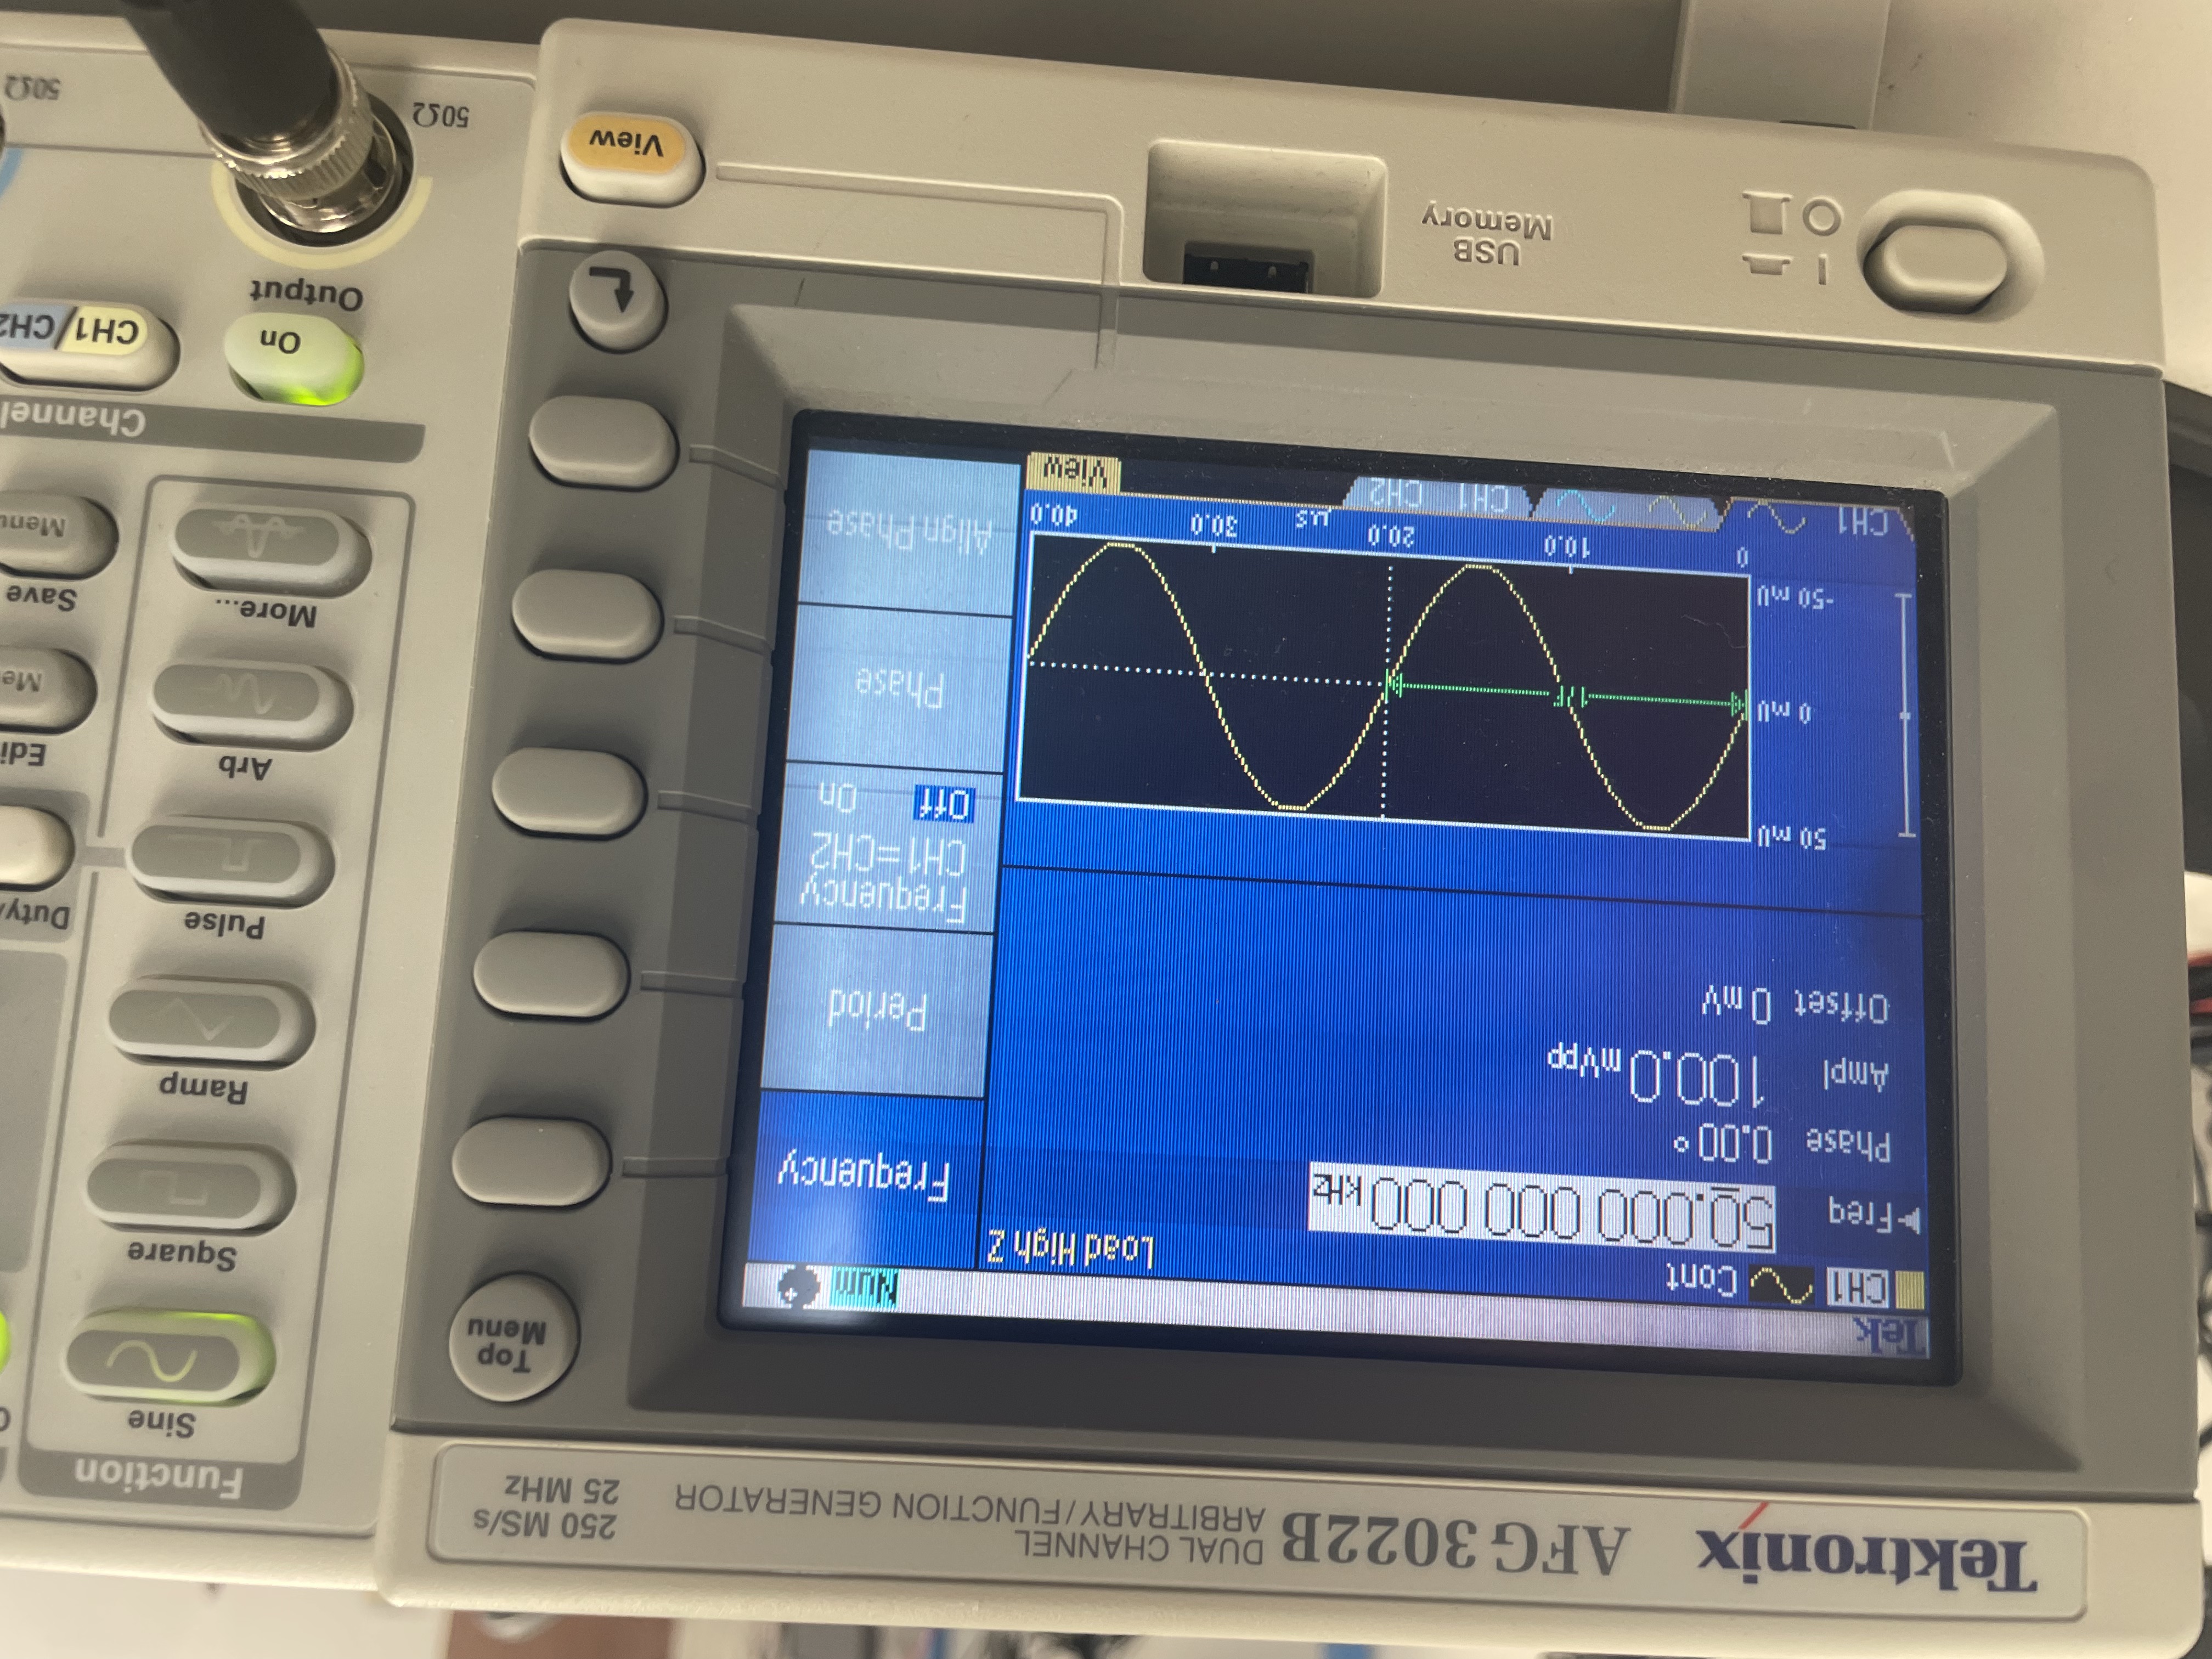 Tektronix AFG 3022B DUAL CHANNEL
ARBITRARY/FUNCTION GENERATOR
250 MS/s
25 MHz
Tek
Num
CH1 Cont
Load High Z
Freq 50.000 000 000 kHz
Phase 0.00 °
Ampl 100.0 mVpp
Offset 0 mV
50 mV
0 mV
-50 mV
1/F
0 10.0 20.0 µs 30.0 40.0
CH1 CH1 CH2
View
Frequency
Period
Frequency
CH1=CH2
Off On
Phase
Align Phase
Top
Menu
Function
Sine
Square
Ramp
Pulse
Arb
More...
Duty/
Save
Menu
Channel
On
Output
CH1/CH2
50Ω
50Ω
USB
Memory
View